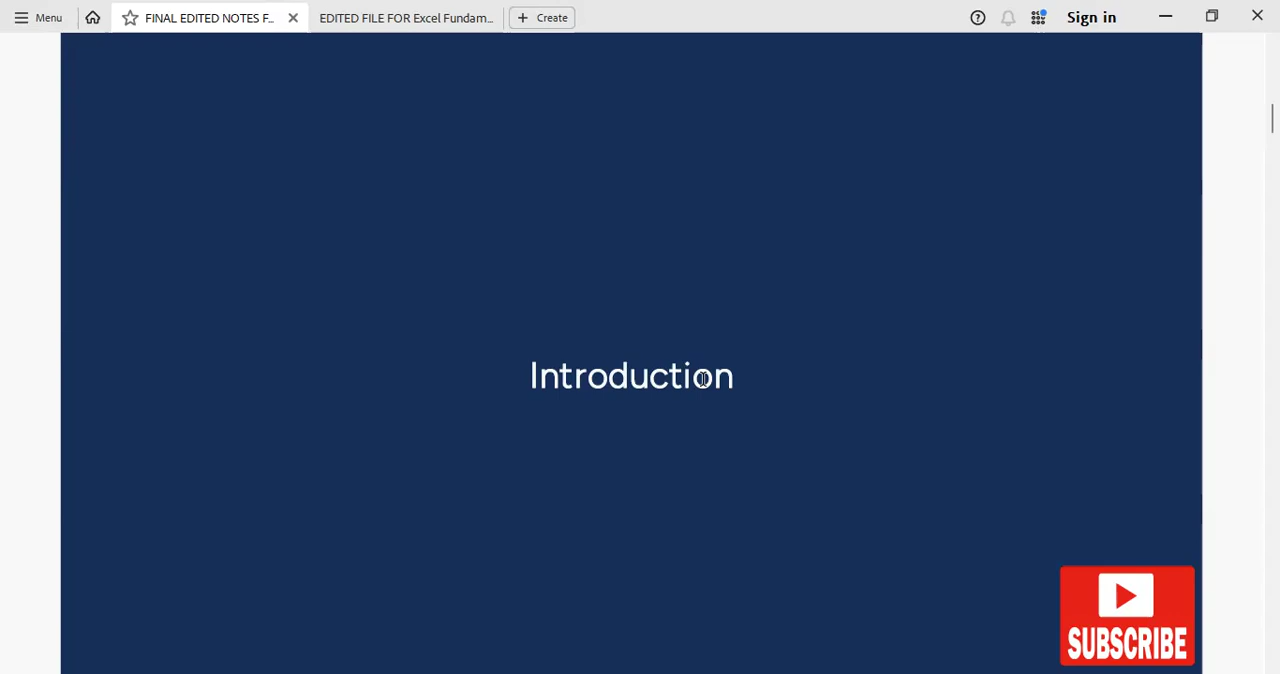 Menu
FINAL EDITED NOTES F...
EDITED FILE FOR Excel Fundam...
Create
Sign in
Introduction
SUBSCRIBE